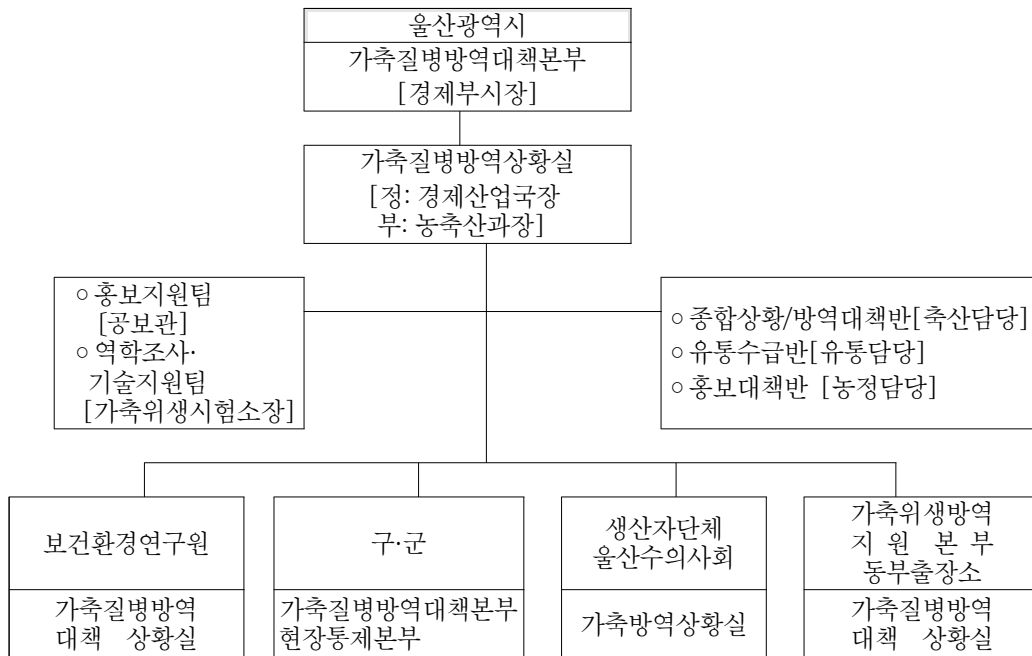 울산광역시
가축질병방역대책본부
[경제부시장]
가축질병방역상황실
[정: 경제산업국장
부: 농축산과장]
○ 홍보지원팀
[공보관]
○ 역학조사·
기술지원팀
[가축위생시험소장]
○ 종합상황/방역대책반[축산담당]
○ 유통수급반[유통담당]
○ 홍보대책반 [농정담당]
보건환경연구원
가축질병방역
대책 상황실
구·군
가축질병방역대책본부
현장통제본부
생산자단체
울산수의사회
가축방역상황실
가축위생방역
지 원 본 부
동부출장소
가축질병방역
대책 상황실